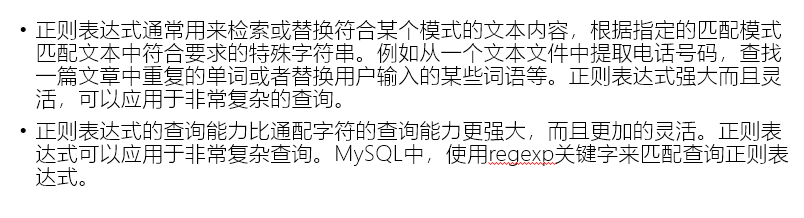 • 正则表达式通常用来检索或替换符合某个模式的文本内容，根据指定的匹配模式
匹配文本中符合要求的特殊字符串。例如从一个文本文件中提取电话号码，查找
一篇文章中重复的单词或者替换用户输入的某些词语等。正则表达式强大而且灵
活，可以应用于非常复杂的查询。
• 正则表达式的查询能力比通配字符的查询能力更强大，而且更加的灵活。正则表
达式可以应用于非常复杂查询。MySQL中，使用regexp关键字来匹配查询正则表
达式。